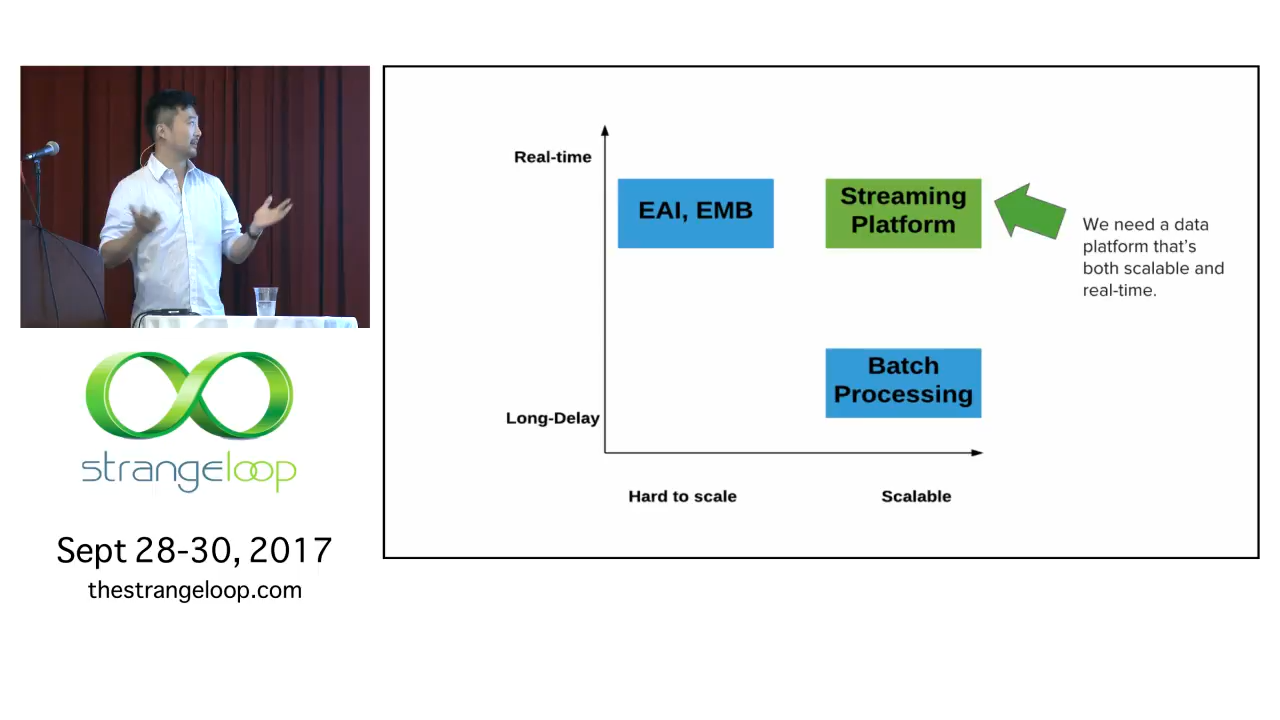 Real-time
EAI, EMB
Streaming
Platform
We need a data
platform that's
both scalable and
real-time.
Batch
Processing
Long-Delay
Hard to scale
Scalable
strangeloop
Sept 28-30, 2017
thestrangeloop.com